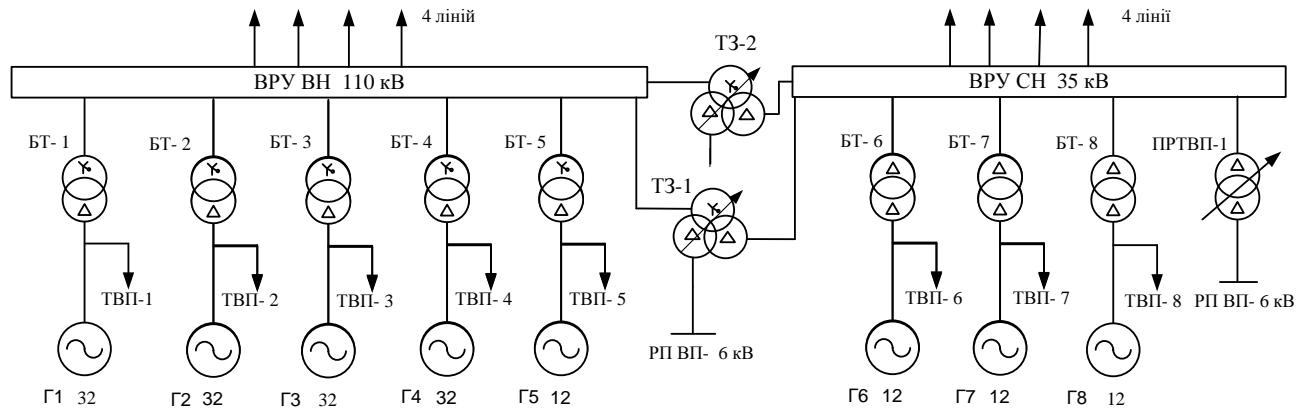 4 ліній
4 лінії
ТЗ-2
ВРУ ВН 110 кВ
ВРУ СН 35 кВ
БТ- 1
БТ- 2
БТ- 3
БТ- 4
БТ- 5
БТ- 6
БТ- 7
БТ- 8
ПРТВП-1
ТЗ-1
ТВП-1
ТВП- 2
ТВП- 3
ТВП- 4
ТВП- 5
ТВП- 6
ТВП- 7
ТВП- 8
РП ВП- 6 кВ
РП ВП- 6 кВ
Г1 32
Г2 32
Г3 32
Г4 32
Г5 12
Г6 12
Г7 12
Г8 12